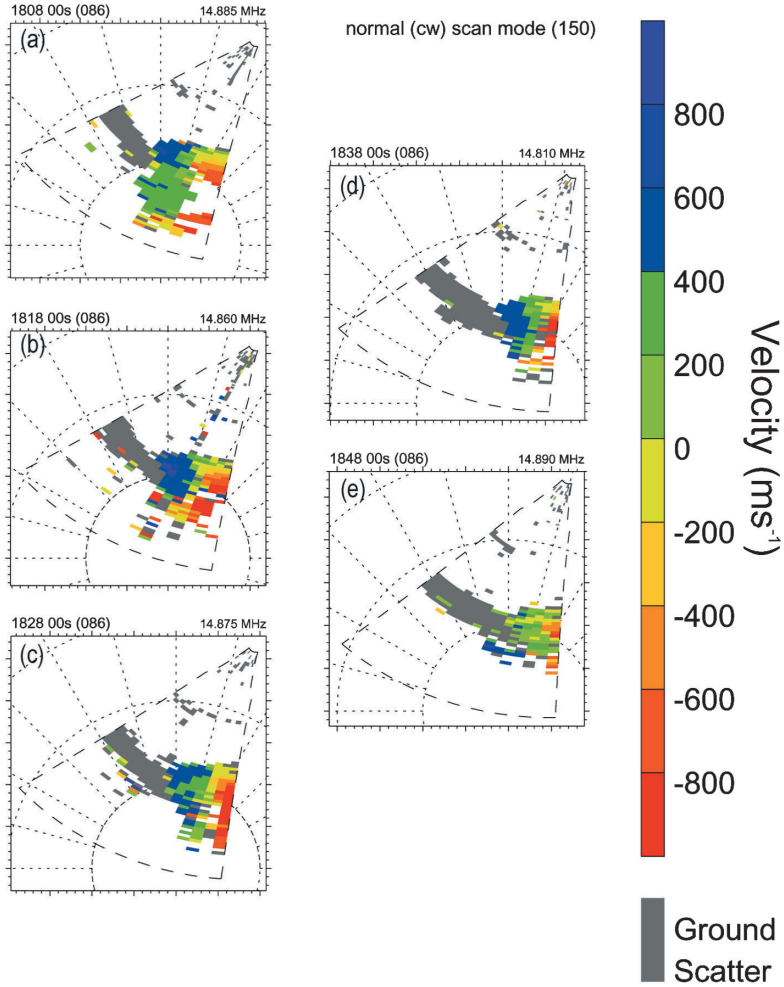 1808 00s (086) 14.885 MHz
(a)
normal (cw) scan mode (150)
1818 00s (086) 14.860 MHz
(b)
1828 00s (086) 14.875 MHz
(c)
1838 00s (086) 14.810 MHz
(d)
1848 00s (086) 14.890 MHz
(e)
800
600
400
200
0
-200
-400
-600
-800
Velocity (ms⁻¹)
Ground
Scatter